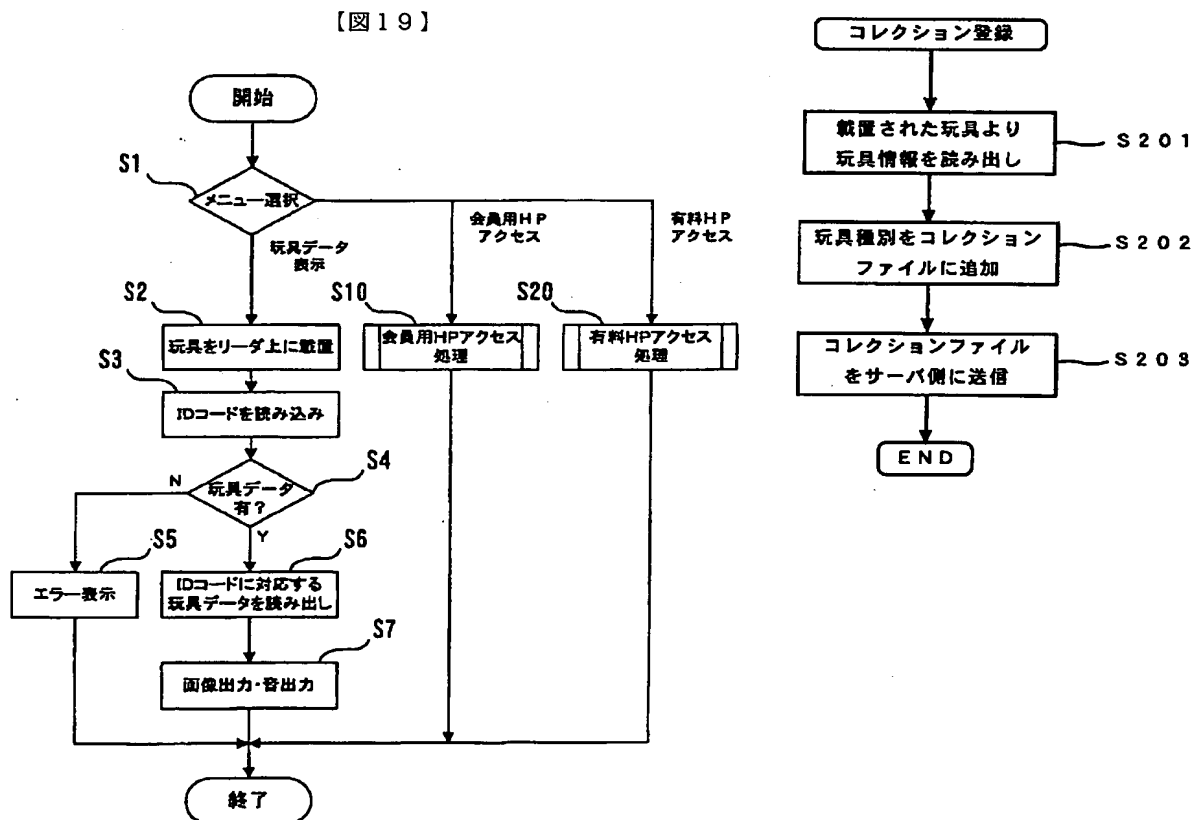 【図19】
開始
S1
メニュー選択
玩具データ
表示
会員用HP
アクセス
有料HP
アクセス
S2
玩具をリーダ上に載置
S10
会員用HPアクセス
処理
S20
有料HPアクセス
処理
S3
IDコードを読み込み
S4
玩具データ
有?
N
Y
S5
エラー表示
S6
IDコードに対応する
玩具データを読み出し
S7
画像出力・音出力
終了
コレクション登録
載置された玩具より
玩具情報を読み出し
S201
玩具種別をコレクション
ファイルに追加
S202
コレクションファイル
をサーバ側に送信
S203
END